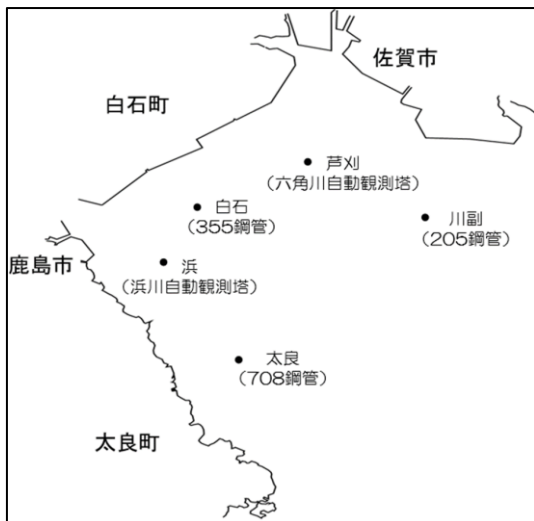 佐賀市
白石町
芦刈
（六角川自動観測塔）
白石
（355鋼管）
川副
（205鋼管）
鹿島市
浜
（浜川自動観測塔）
太良
（708鋼管）
太良町